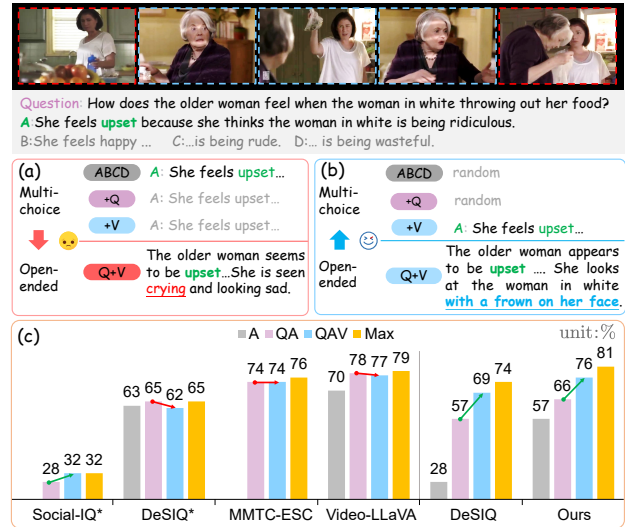 Question: How does the older woman feel when the woman in white throwing out her food?
A:She feels upset because she thinks the woman in white is being ridiculous.
B:She feels happy ... C:...is being rude. D:... is being wasteful.
(a)
ABCD A: She feels upset...
Multi-
choice
+Q A: She feels upset...
+V A: She feels upset...
Open-
ended
Q+V
The older woman seems
to be upset...She is seen
crying and looking sad.
(b)
ABCD random
Multi-
choice
+Q random
+V A: She feels upset...
Open-
ended
Q+V
The older woman appears
to be upset .... She looks
at the woman in white
with a frown on her face.
(c)
A QA QAV Max
unit:%
28 32 32
63 65 62 65
74 74 76
70 78 77 79
28 57 69 74
57 66 76 81
Social-IQ* DeSIQ* MMTC-ESC Video-LLaVA DeSIQ Ours